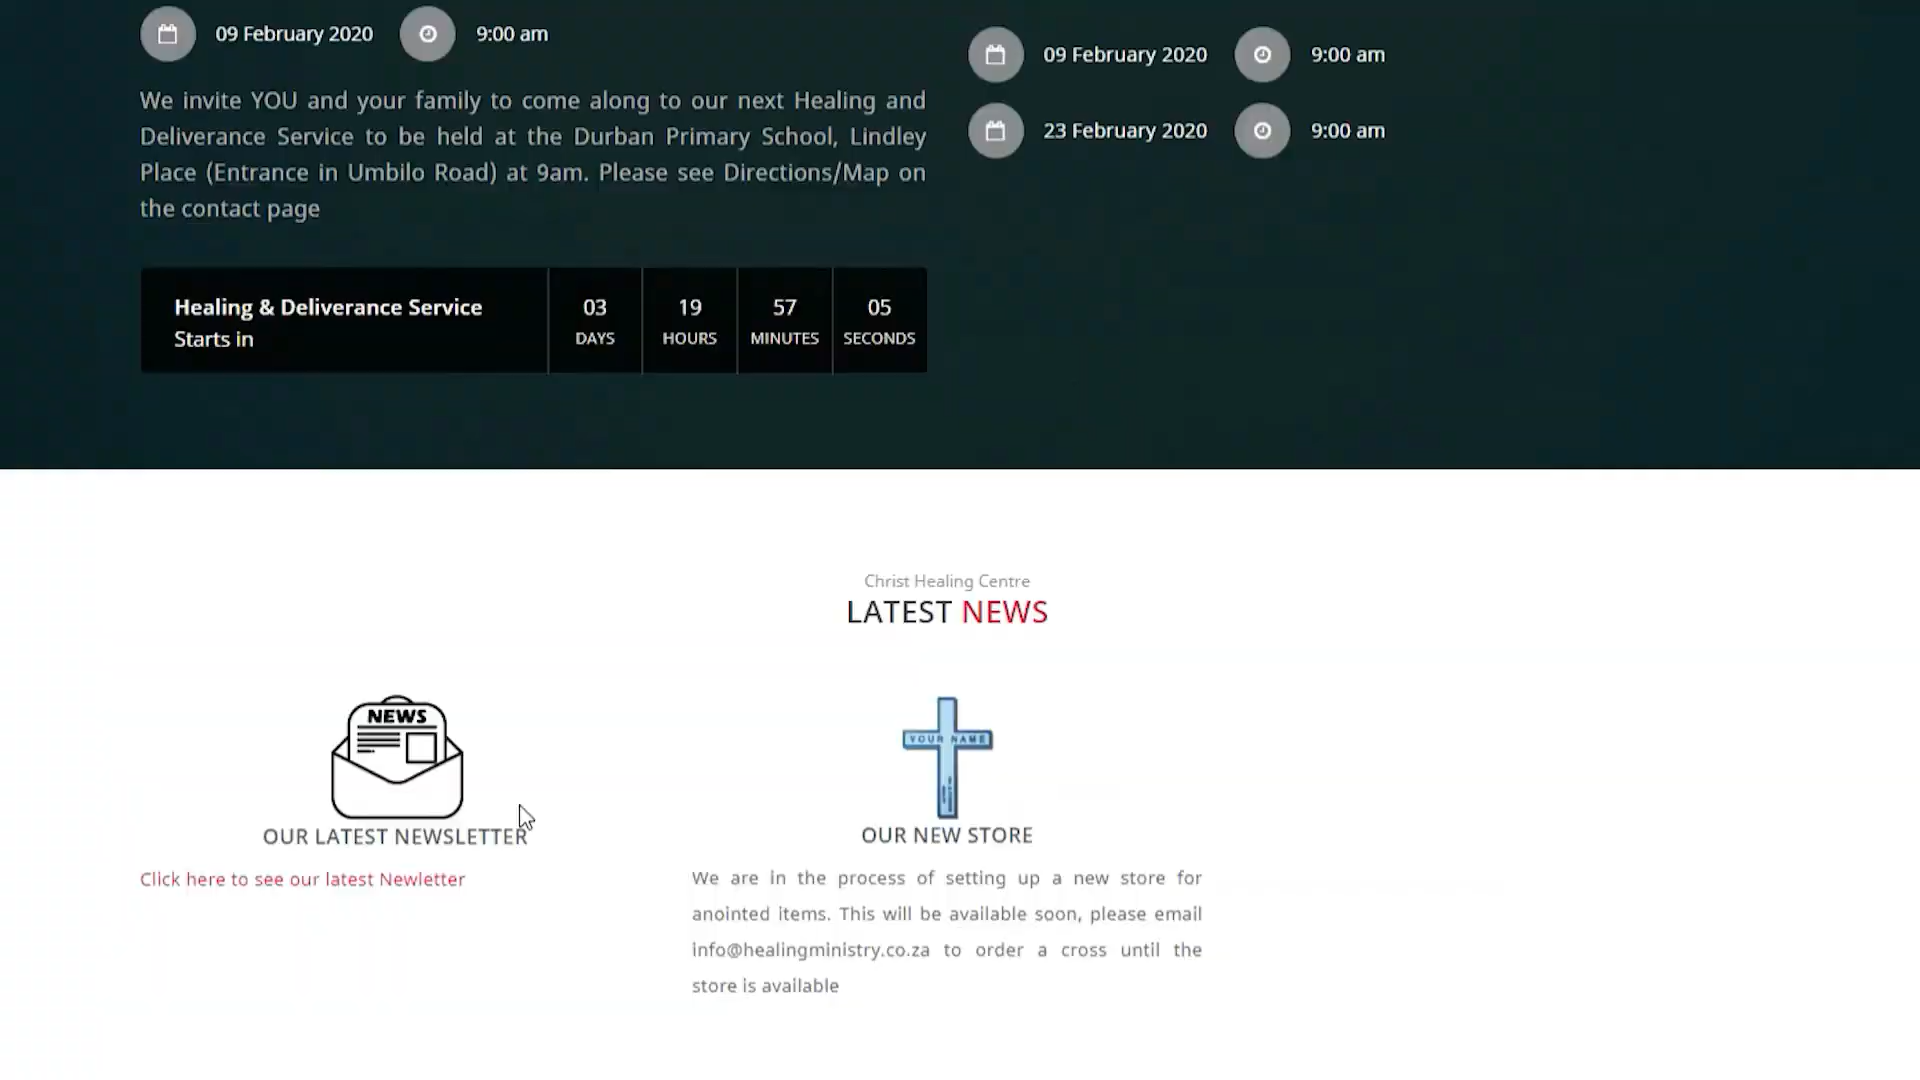 09 February 2020 9:00 am
We invite YOU and your family to come along to our next Healing and
Deliverance Service to be held at the Durban Primary School, Lindley
Place (Entrance in Umbilo Road) at 9am. Please see Directions/Map on
the contact page
Healing & Deliverance Service
Starts in
03 19 57 05
DAYS HOURS MINUTES SECONDS
09 February 2020 9:00 am
23 February 2020 9:00 am
Christ Healing Centre
LATEST NEWS
NEWS
OUR LATEST NEWSLETTER
Click here to see our latest Newletter
YOUR NAME
OUR NEW STORE
We are in the process of setting up a new store for
anointed items. This will be available soon, please email
info@healingministry.co.za to order a cross until the
store is available